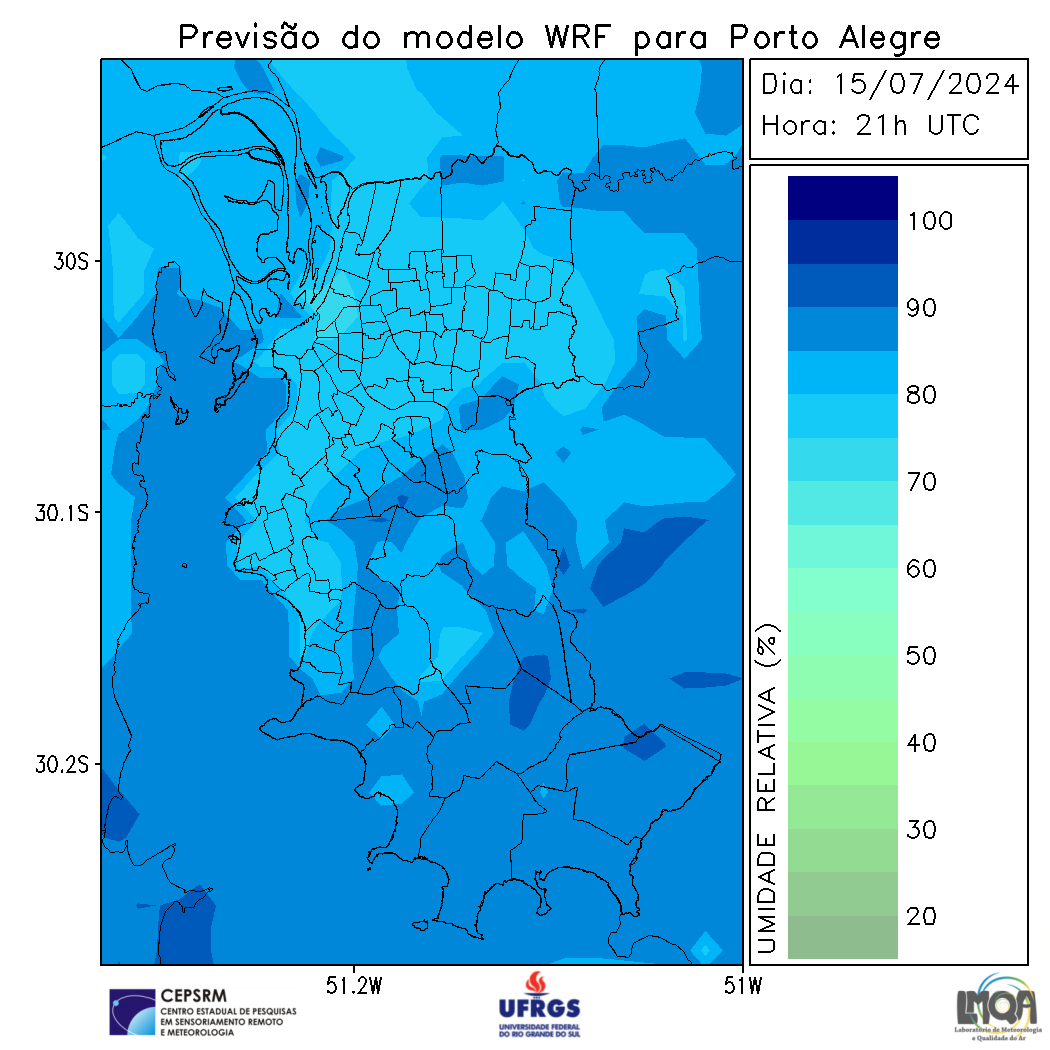 Previsão do modelo WRF para Porto Alegre
Dia: 15/07/2024
Hora: 21h UTC
30S
30.1S
30.2S
51.2W
51W
100
90
80
70
60
50
40
30
20
UMIDADE RELATIVA (%)
CEPSRM
CENTRO ESTADUAL DE PESQUISAS
EM SENSORIAMENTO REMOTO
E METEOROLOGIA
UFRGS
UNIVERSIDADE FEDERAL
DO RIO GRANDE DO SUL
LMQA
Laboratório de Meteorologia
e Qualidade do Ar